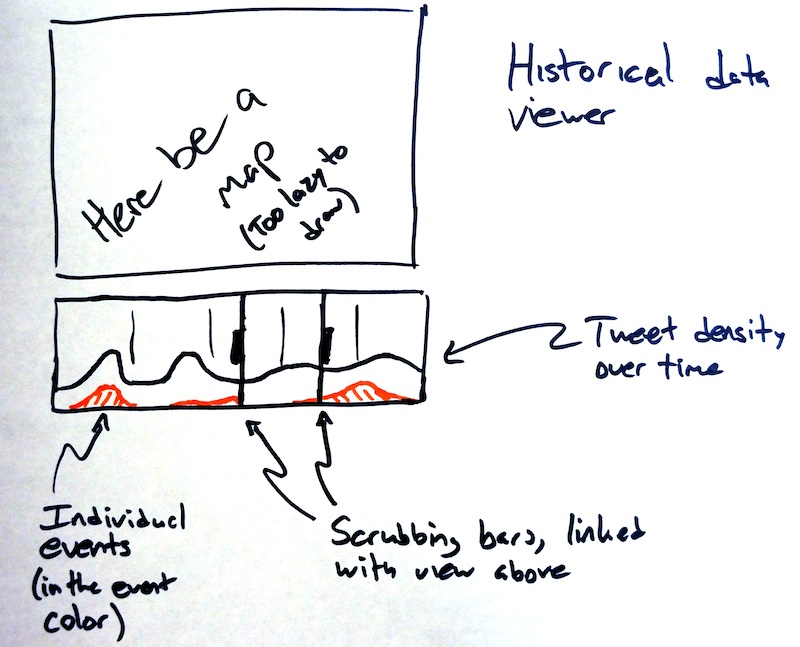 Historical data
viewer
Here be a
map
(Too lazy to
draw)
Tweet density
over time
Individual
events
(in the event
color)
Scrubbing bars, linked
with view above